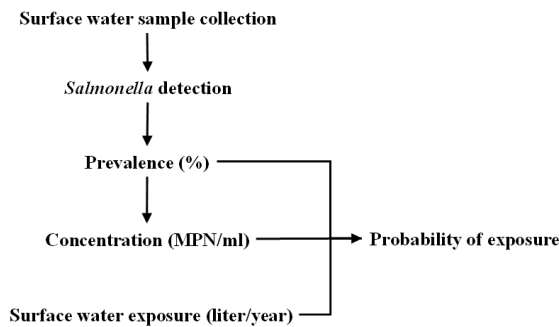 Surface water sample collection
Salmonella detection
Prevalence (%)
Concentration (MPN/ml)
Probability of exposure
Surface water exposure (liter/year)